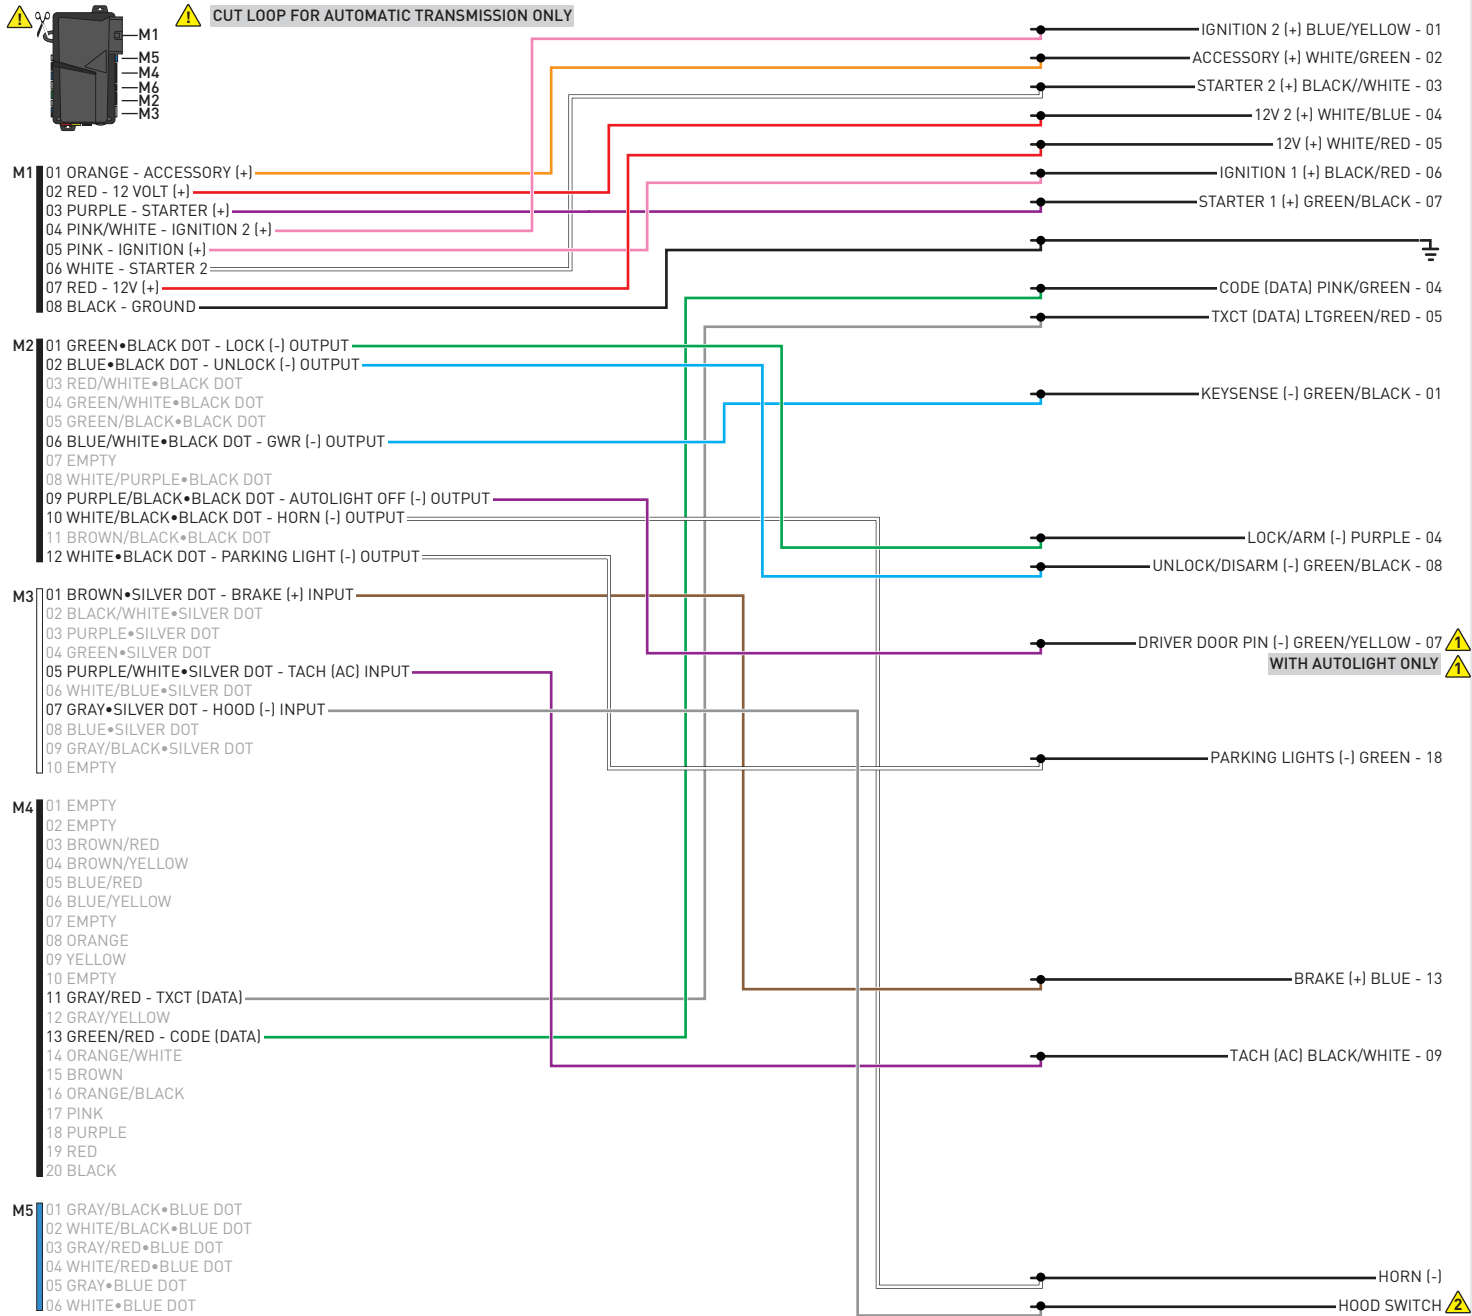 CUT LOOP FOR AUTOMATIC TRANSMISSION ONLY
M1
M5
M4
M6
M2
M3
IGNITION 2 (+) BLUE/YELLOW - 01
ACCESSORY (+) WHITE/GREEN - 02
STARTER 2 (+) BLACK//WHITE - 03
12V 2 (+) WHITE/BLUE - 04
12V (+) WHITE/RED - 05
IGNITION 1 (+) BLACK/RED - 06
STARTER 1 (+) GREEN/BLACK - 07
CODE (DATA) PINK/GREEN - 04
TXCT (DATA) LTGREEN/RED - 05
KEYSENSE (-) GREEN/BLACK - 01
LOCK/ARM (-) PURPLE - 04
UNLOCK/DISARM (-) GREEN/BLACK - 08
DRIVER DOOR PIN (-) GREEN/YELLOW - 07 1
WITH AUTOLIGHT ONLY 1
PARKING LIGHTS (-) GREEN - 18
BRAKE (+) BLUE - 13
TACH (AC) BLACK/WHITE - 09
HORN (-)
HOOD SWITCH 2
M1
01 ORANGE - ACCESSORY (+)
02 RED - 12 VOLT (+)
03 PURPLE - STARTER (+)
04 PINK/WHITE - IGNITION 2 (+)
05 PINK - IGNITION (+)
06 WHITE - STARTER 2
07 RED - 12V (+)
08 BLACK - GROUND
M2
01 GREEN•BLACK DOT - LOCK (-) OUTPUT
02 BLUE•BLACK DOT - UNLOCK (-) OUTPUT
03 RED/WHITE•BLACK DOT
04 GREEN/WHITE•BLACK DOT
05 GREEN/BLACK•BLACK DOT
06 BLUE/WHITE•BLACK DOT - GWR (-) OUTPUT
07 EMPTY
08 WHITE/PURPLE•BLACK DOT
09 PURPLE/BLACK•BLACK DOT - AUTOLIGHT OFF (-) OUTPUT
10 WHITE/BLACK•BLACK DOT - HORN (-) OUTPUT
11 BROWN/BLACK•BLACK DOT
12 WHITE•BLACK DOT - PARKING LIGHT (-) OUTPUT
M3
01 BROWN•SILVER DOT - BRAKE (+) INPUT
02 BLACK/WHITE•SILVER DOT
03 PURPLE•SILVER DOT
04 GREEN•SILVER DOT
05 PURPLE/WHITE•SILVER DOT - TACH (AC) INPUT
06 WHITE/BLUE•SILVER DOT
07 GRAY•SILVER DOT - HOOD (-) INPUT
08 BLUE•SILVER DOT
09 GRAY/BLACK•SILVER DOT
10 EMPTY
M4
01 EMPTY
02 EMPTY
03 BROWN/RED
04 BROWN/YELLOW
05 BLUE/RED
06 BLUE/YELLOW
07 EMPTY
08 ORANGE
09 YELLOW
10 EMPTY
11 GRAY/RED - TXCT (DATA)
12 GRAY/YELLOW
13 GREEN/RED - CODE (DATA)
14 ORANGE/WHITE
15 BROWN
16 ORANGE/BLACK
17 PINK
18 PURPLE
19 RED
20 BLACK
M5
01 GRAY/BLACK•BLUE DOT
02 WHITE/BLACK•BLUE DOT
03 GRAY/RED•BLUE DOT
04 WHITE/RED•BLUE DOT
05 GRAY•BLUE DOT
06 WHITE•BLUE DOT